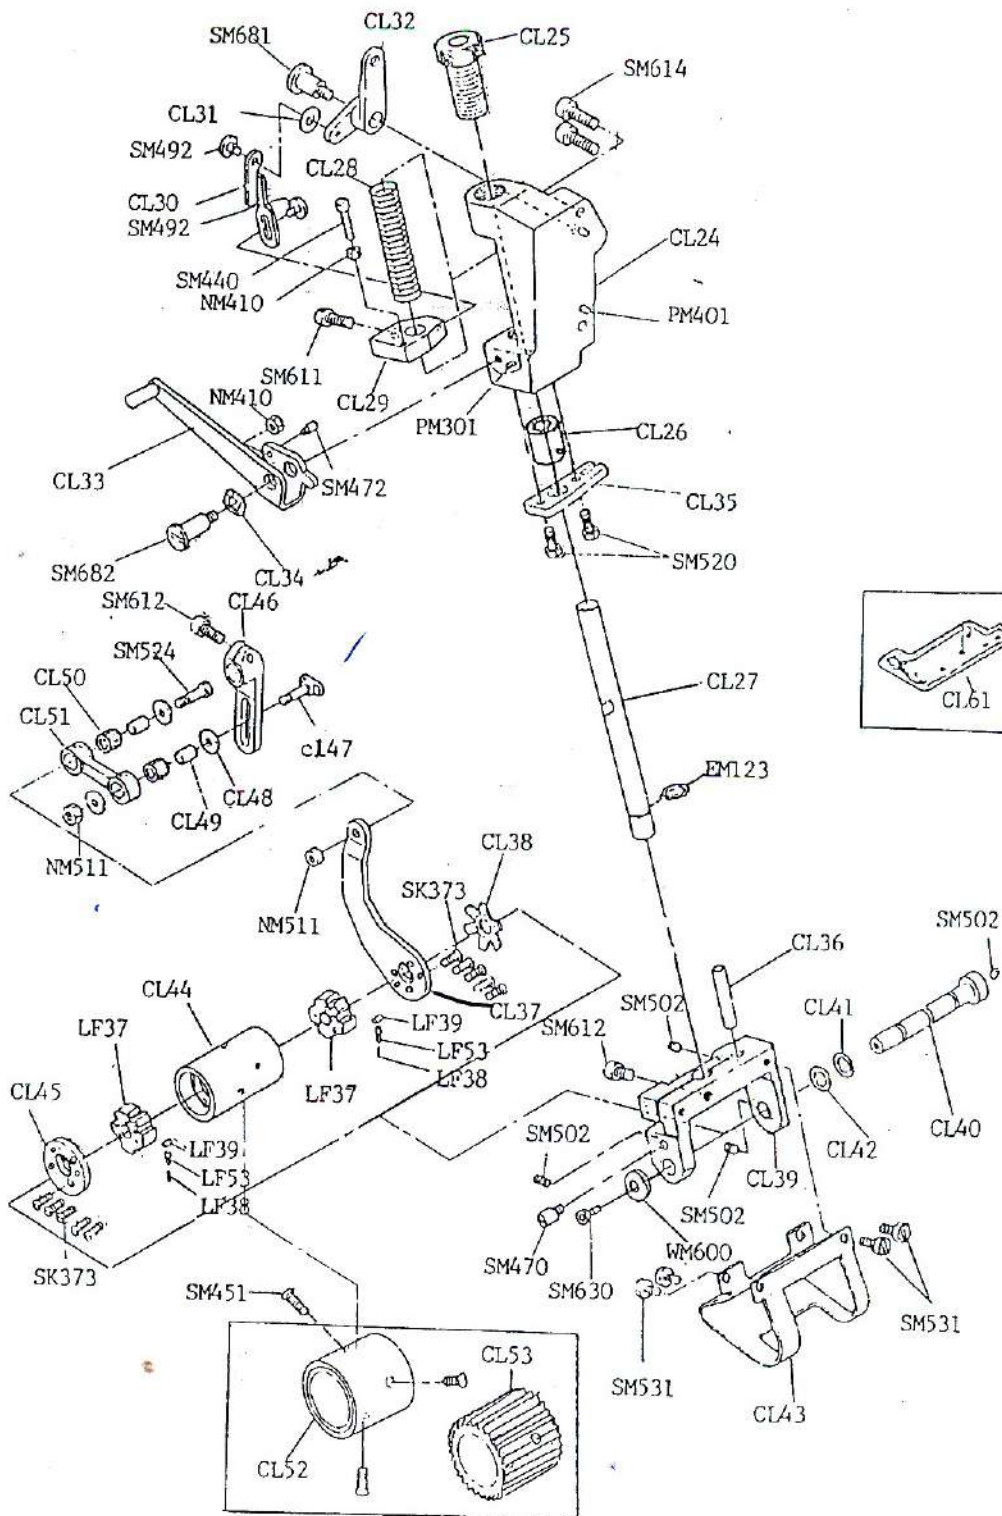 CL32
SM681
CL25
SM614
CL31
SM492
CL28
CL30
SM492
CL24
SM440
NM410
PM401
SM611
CL29
NM410
PM301
CL26
CL33
SM472
CL35
SM682
CL34
SM520
SM612
CL46
SM524
CL50
CL51
CL27
CL61
c147
EM123
CL48
CL49
NM511
CL38
SK373
NM511
SM502
CL36
CL44
CL37
SM502
CL41
LF37
LF39
SM612
LF53
LF37
LF38
CL45
CL40
CL42
LF39
SM502
CL39
LF53
LF38
SM502
WM600
SK373
SM470
SM630
SM451
SM531
CL53
SM531
CL43
CL52